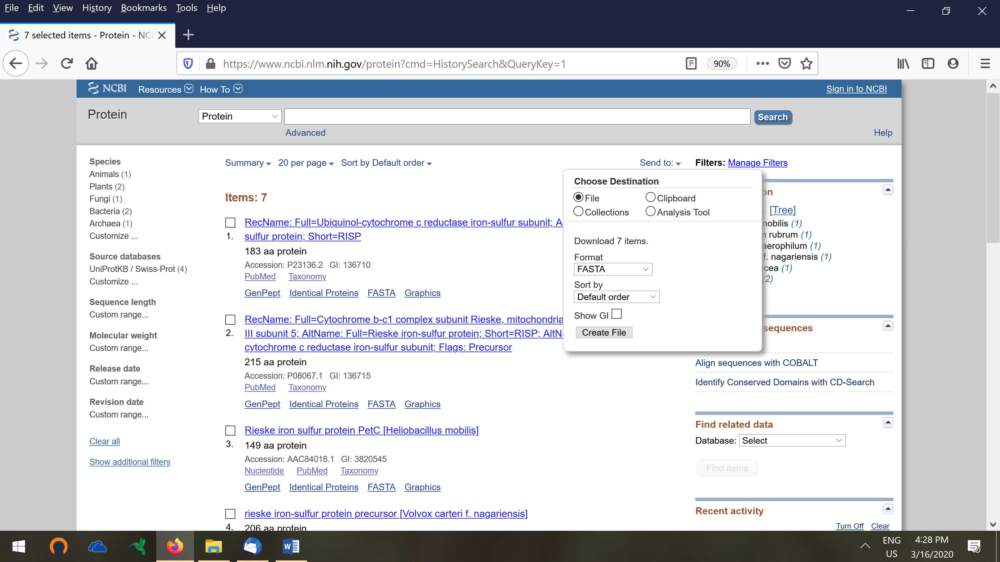 File Edit View History Bookmarks Tools Help
7 selected items - Protein - NC
https://www.ncbi.nlm.nih.gov/protein?cmd=HistorySearch&QueryKey=1
90%
NCBI Resources How To Sign in to NCBI
Protein
Protein
Search
Advanced
Help
Species
Animals (1)
Plants (2)
Fungi (1)
Bacteria (2)
Archaea (1)
Customize ...
Source databases
UniProtKB / Swiss-Prot (4)
Customize ...
Sequence length
Custom range...
Molecular weight
Custom range...
Release date
Custom range...
Revision date
Custom range...
Clear all
Show additional filters
Summary 20 per page Sort by Default order Send to:
Items: 7
RecName: Full=Ubiquinol-cytochrome c reductase iron-sulfur subunit; A
1. sulfur protein; Short=RISP
183 aa protein
Accession: P23136.2 GI: 136710
PubMed Taxonomy
GenPept Identical Proteins FASTA Graphics
RecName: Full=Cytochrome b-c1 complex subunit Rieske, mitochondria
2. III subunit 5; AltName: Full=Rieske iron-sulfur protein; Short=RISP; AltN
cytochrome c reductase iron-sulfur subunit; Flags: Precursor
215 aa protein
Accession: P08067.1 GI: 136715
PubMed Taxonomy
GenPept Identical Proteins FASTA Graphics
Rieske iron sulfur protein PetC [Heliobacillus mobilis]
3. 149 aa protein
Accession: AAC84018.1 GI: 3820545
Nucleotide PubMed Taxonomy
GenPept Identical Proteins FASTA Graphics
rieske iron-sulfur protein precursor [Volvox carteri f. nagariensis]
4. 206 aa protein
Choose Destination
File Clipboard
Collections Analysis Tool
Download 7 items.
Format
FASTA
Sort by
Default order
Show GI
Create File
Filters: Manage Filters
on
[Tree]
mobilis (1)
rubrum (1)
aerophilum (1)
f. nagariensis (1)
cea (1)
(2)
sequences
Align sequences with COBALT
Identify Conserved Domains with CD-Search
Find related data
Database: Select
Find items
Recent activity
Turn Off Clear
ENG
US
4:28 PM
3/16/2020